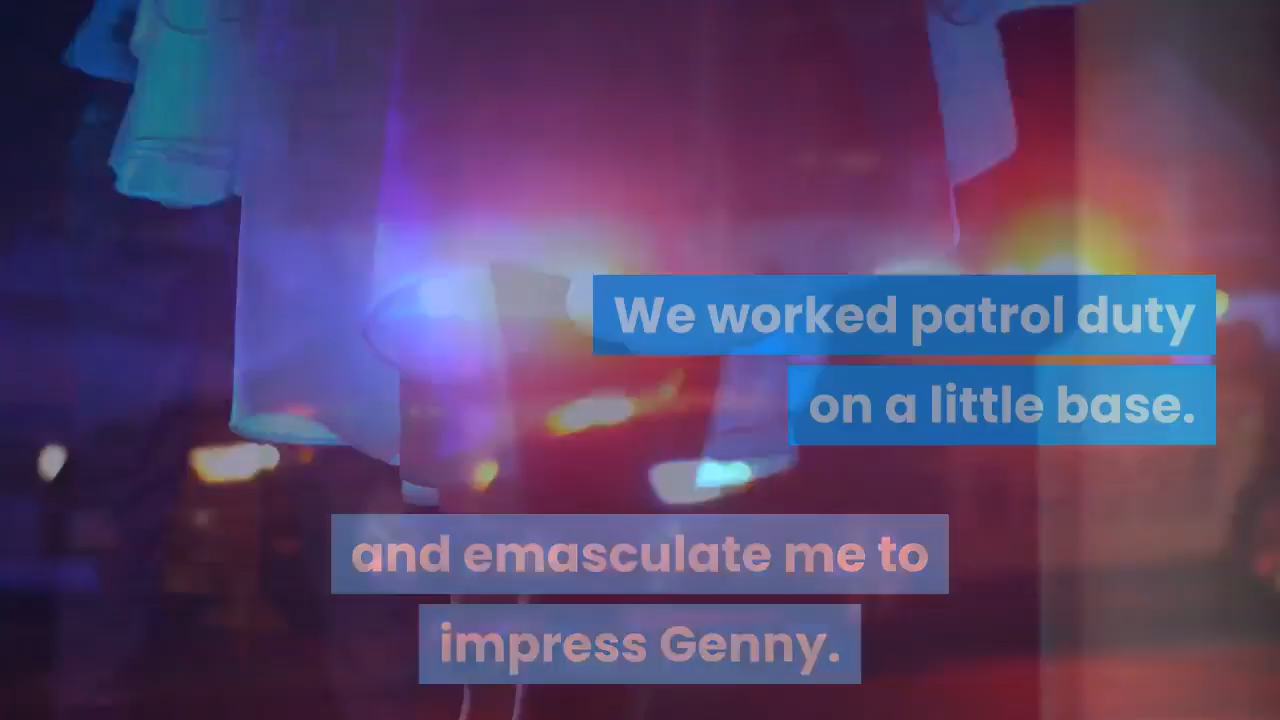 We worked patrol duty
on a little base.
and emasculate me to
impress Genny.